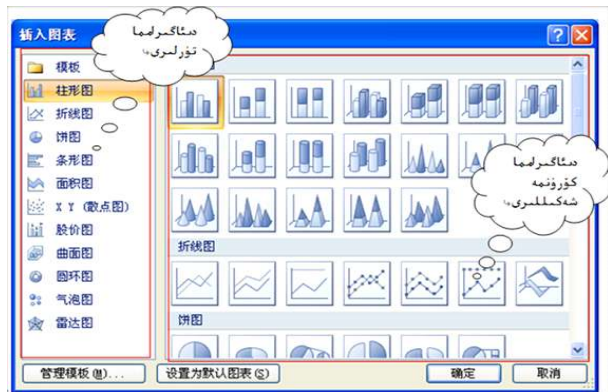 插入图表
模板
柱形图
折线图
饼图
条形图
面积图
X Y (散点图)
股价图
曲面图
圆环图
气泡图
雷达图
دىئاگىرامما
تۈرلىرى
دىئاگىرامما
كۆرۈنمە
شەكىللىرى
折线图
饼图
管理模板(M)...
设置为默认图表(S)
确定
取消